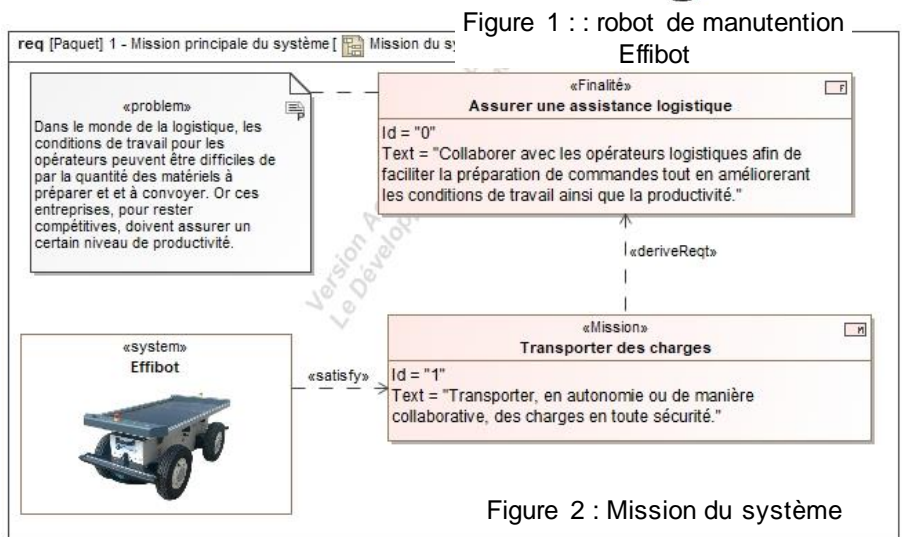 Figure 1 : : robot de manutention
Effibot
req [Paquet] 1 - Mission principale du système [ Mission du sy
«problem»
Dans le monde de la logistique, les
conditions de travail pour les
opérateurs peuvent être difficiles de
par la quantité des matériels à
préparer et et à convoyer. Or ces
entreprises, pour rester
compétitives, doivent assurer un
certain niveau de productivité.
«Finalité»
F
Assurer une assistance logistique
Id = "0"
Text = "Collaborer avec les opérateurs logistiques afin de
faciliter la préparation de commandes tout en améliorerant
les conditions de travail ainsi que la productivité."
«deriveReqt»
«Mission»
M
Transporter des charges
Id = "1"
Text = "Transporter, en autonomie ou de manière
collaborative, des charges en toute sécurité."
«system»
Effibot
«satisfy»
Version
Le
Figure 2 : Mission du système